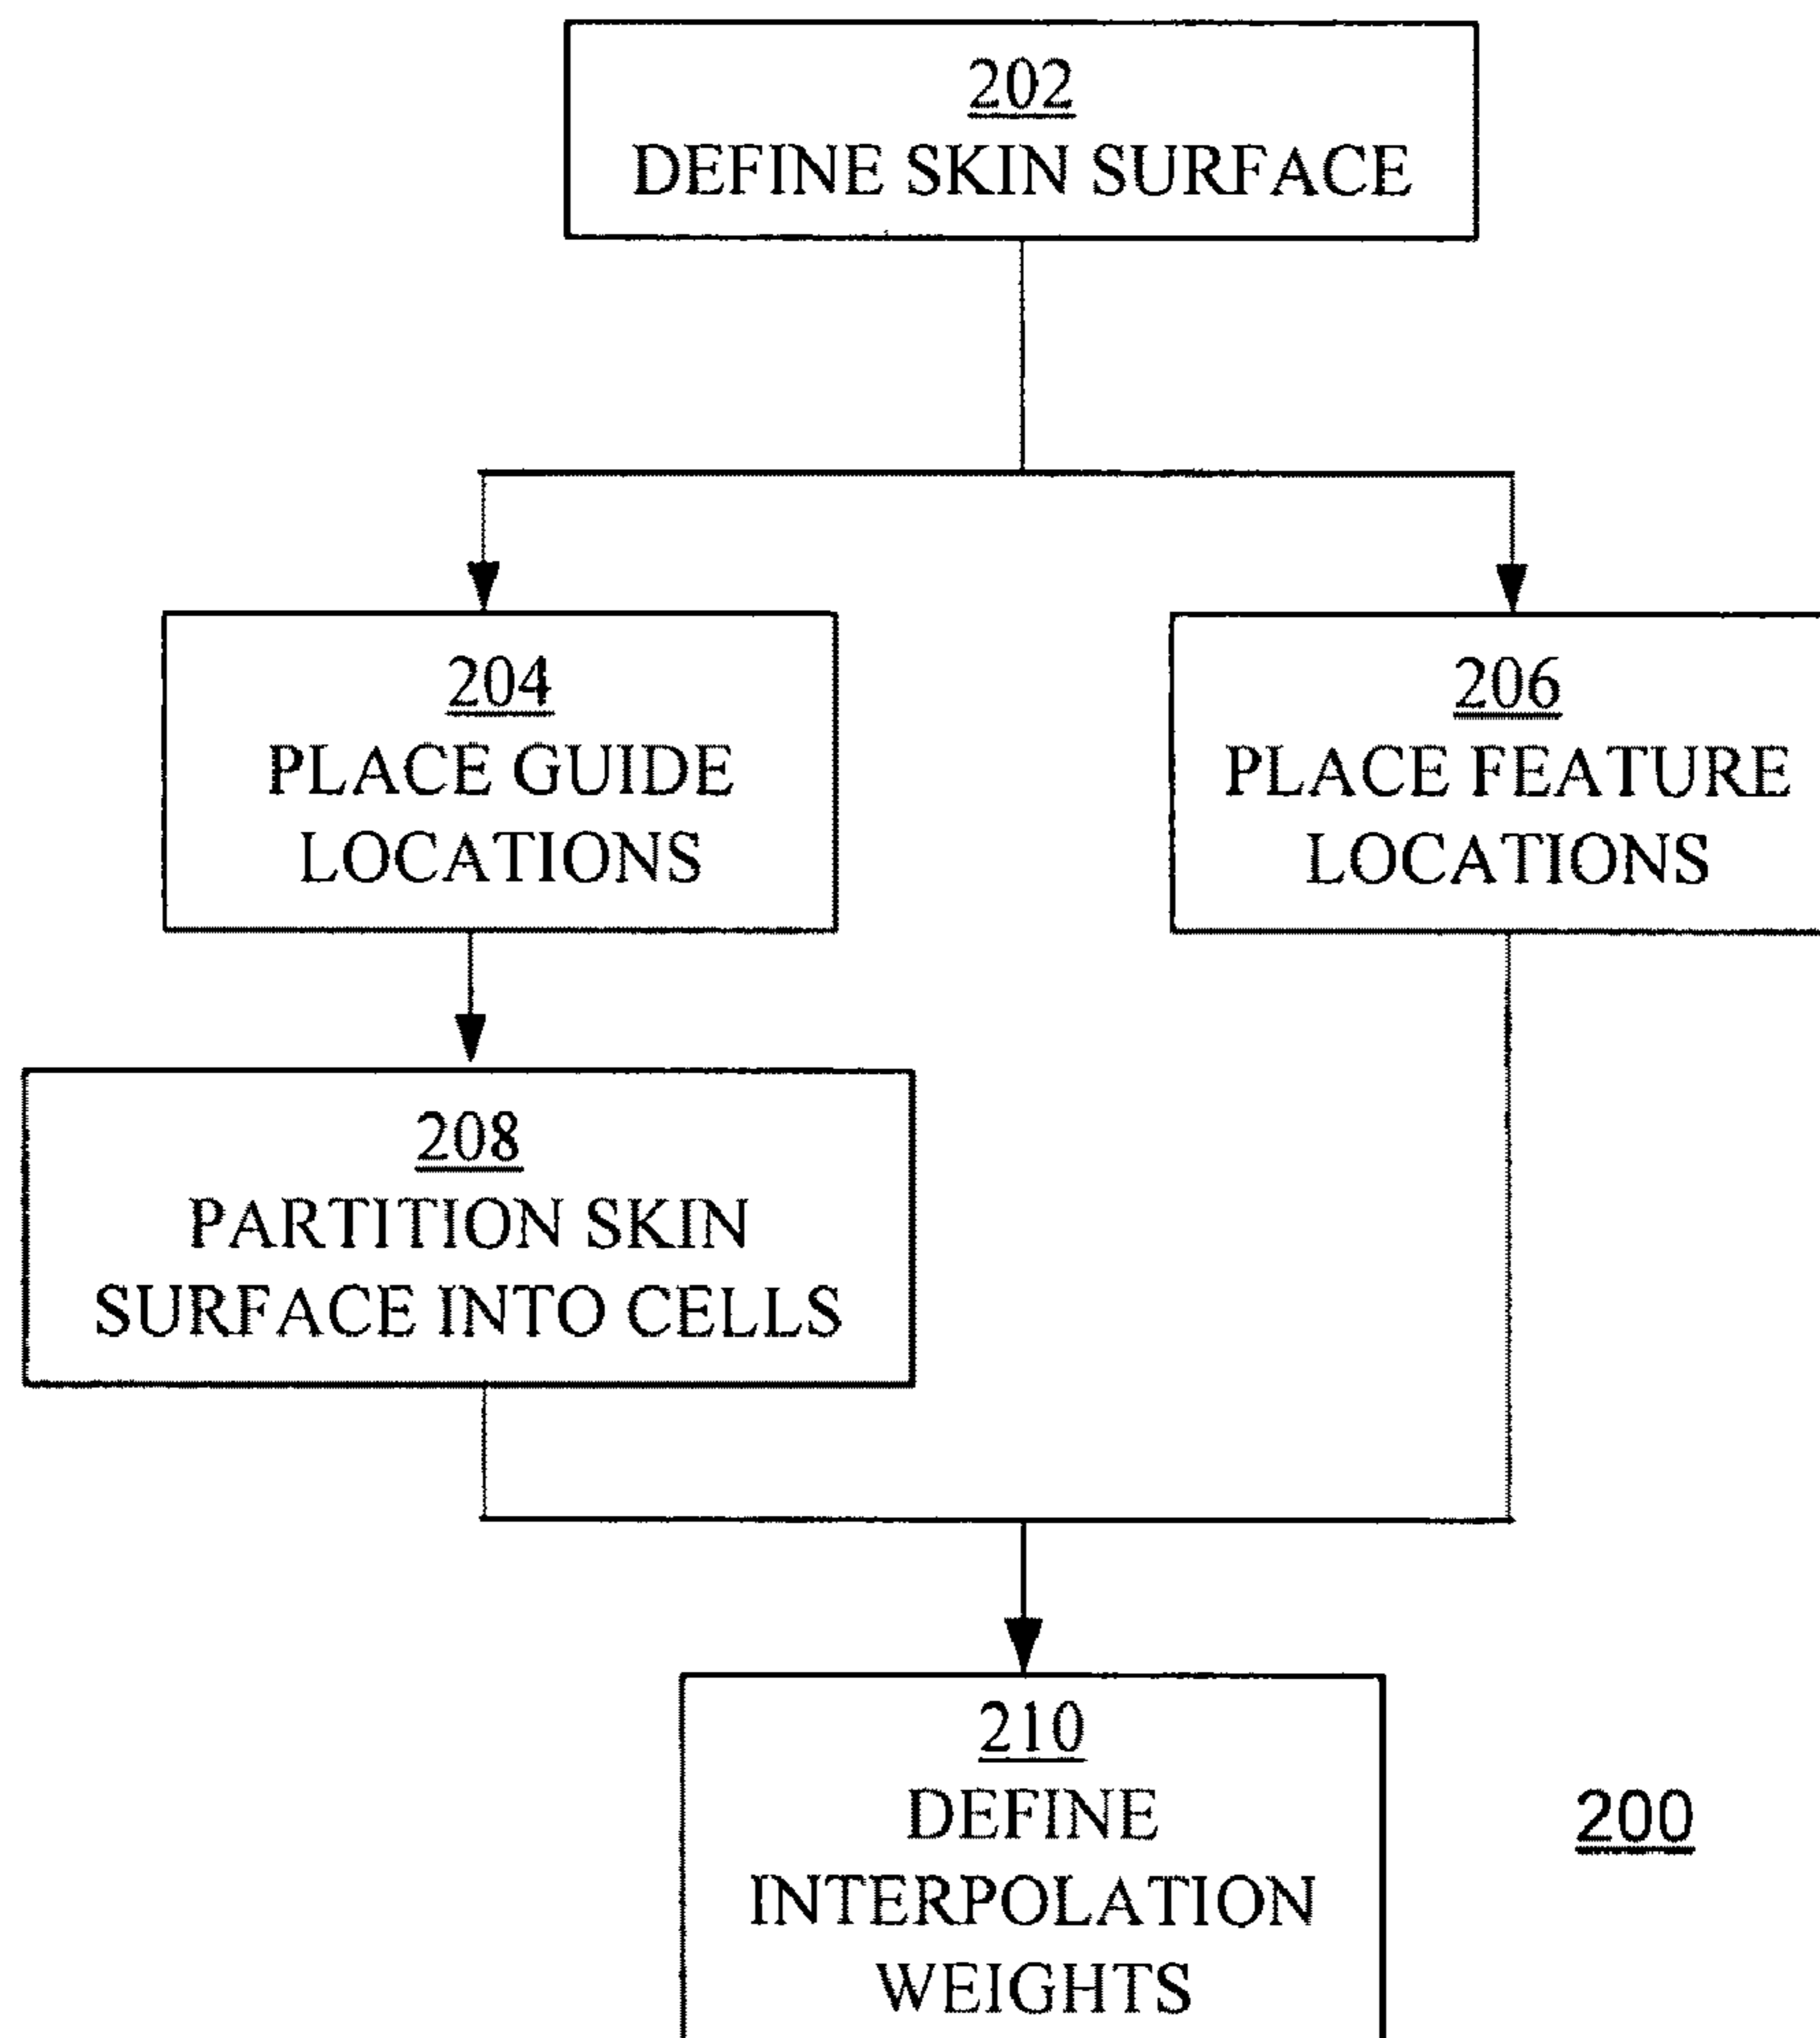 202
DEFINE SKIN SURFACE
204
PLACE GUIDE
LOCATIONS
206
PLACE FEATURE
LOCATIONS
208
PARTITION SKIN
SURFACE INTO CELLS
210
DEFINE
INTERPOLATION
WEIGHTS
200